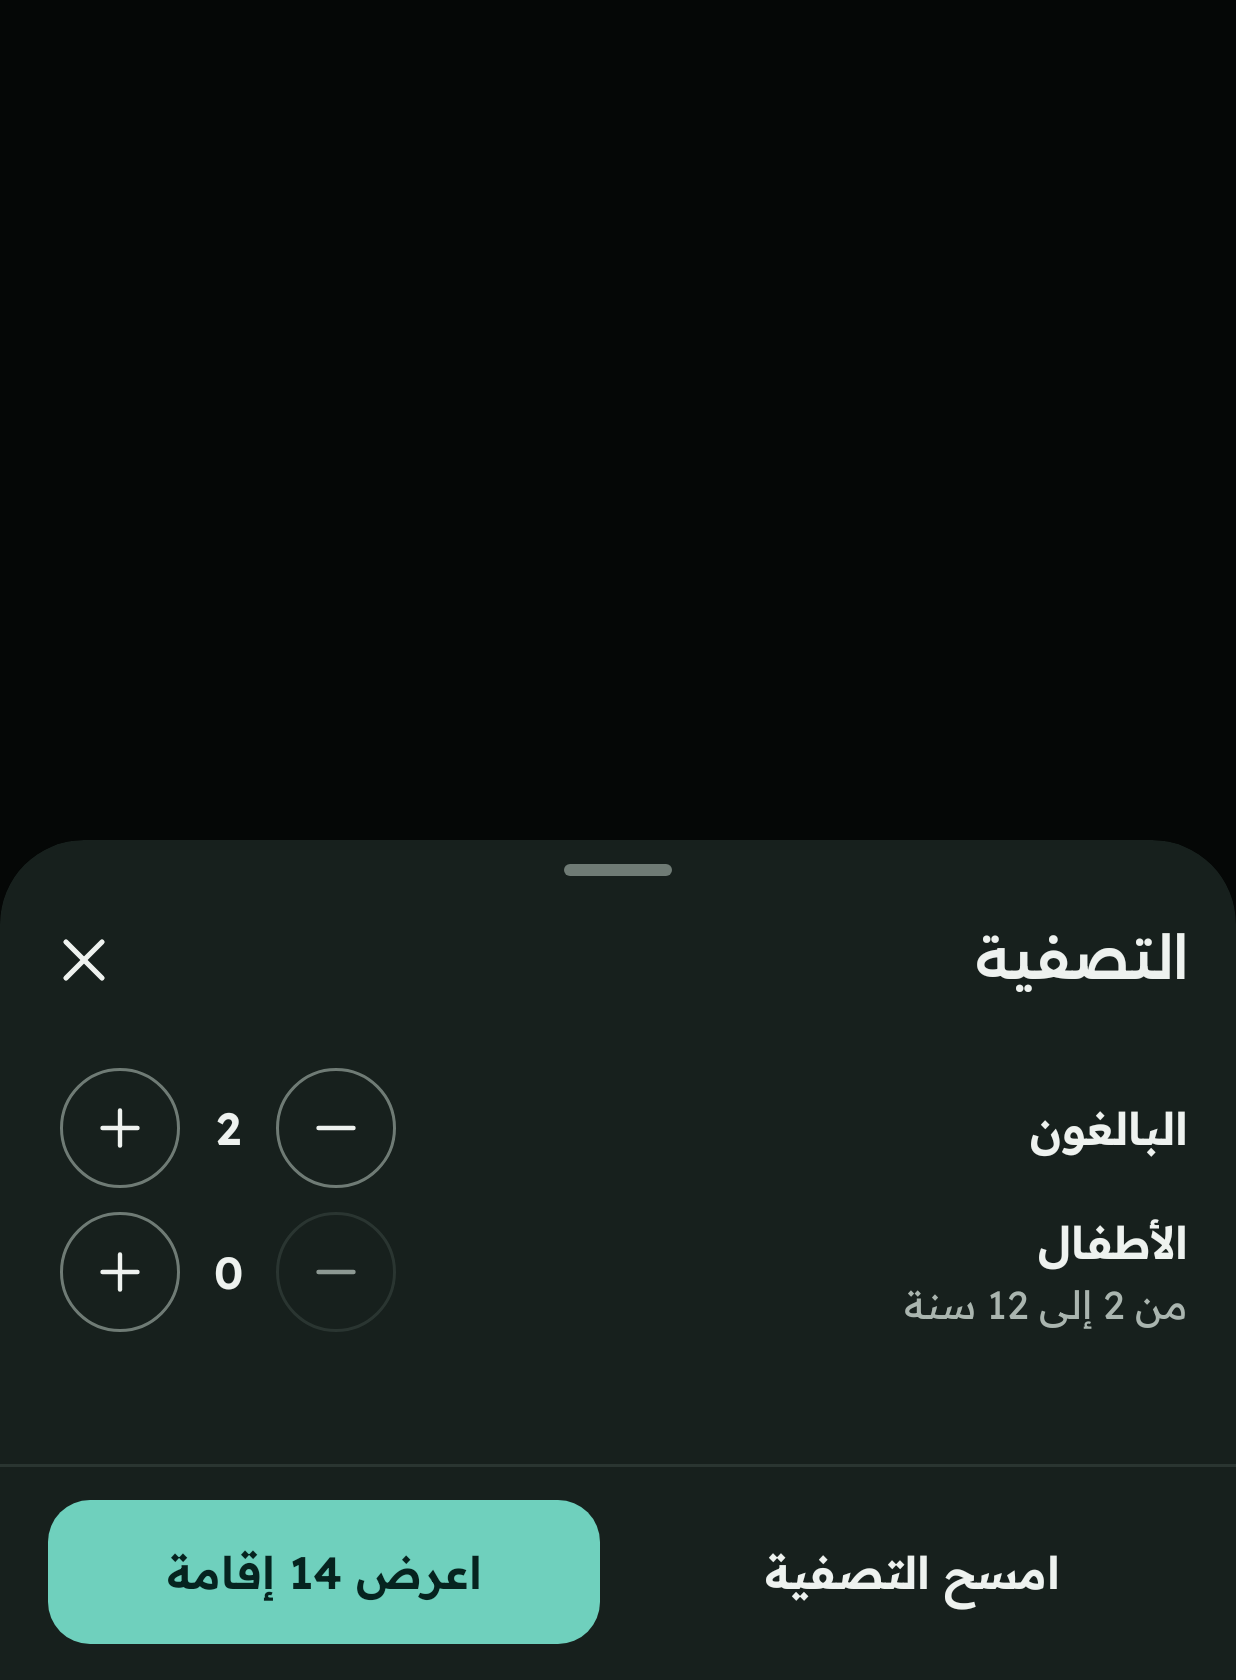 التصفية
البالغون
2
الأطفال
من 2 إلى 12 سنة
0
امسح التصفية
اعرض 14 إقامة